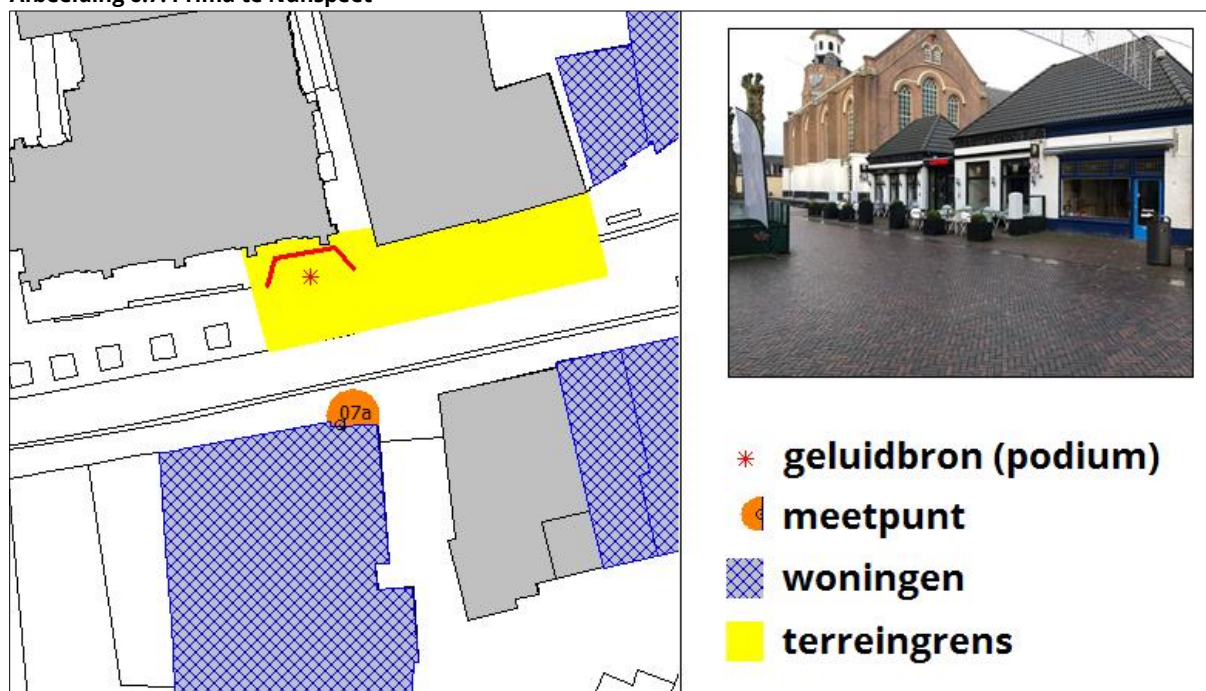 07a
geluidbron (podium)
meetpunt
woningen
terreingrens